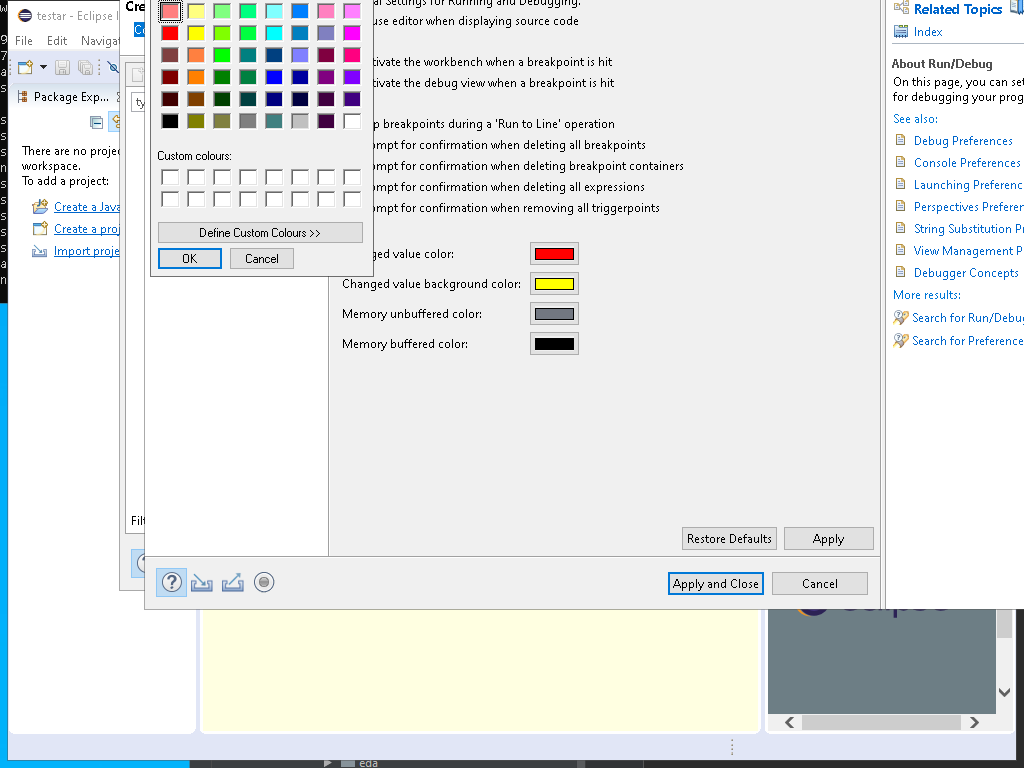 testar - Eclipse I
File Edit Navigat
Package Exp...
There are no proje
workspace.
To add a project:
Create a Java
Create a proj
Import proje
Cre
ty
Filt
Custom colours:
Define Custom Colours >>
OK Cancel
al Settings for Running and Debugging.
use editor when displaying source code
tivate the workbench when a breakpoint is hit
tivate the debug view when a breakpoint is hit
p breakpoints during a 'Run to Line' operation
ompt for confirmation when deleting all breakpoints
ompt for confirmation when deleting breakpoint containers
ompt for confirmation when deleting all expressions
ompt for confirmation when removing all triggerpoints
ged value color:
Changed value background color:
Memory unbuffered color:
Memory buffered color:
Restore Defaults Apply
Apply and Close Cancel
Related Topics
Index
About Run/Debug
On this page, you can set
for debugging your prog
See also:
Debug Preferences
Console Preferences
Launching Preferenc
Perspectives Preferen
String Substitution Pr
View Management P
Debugger Concepts
More results:
Search for Run/Debug
Search for Preference
eda